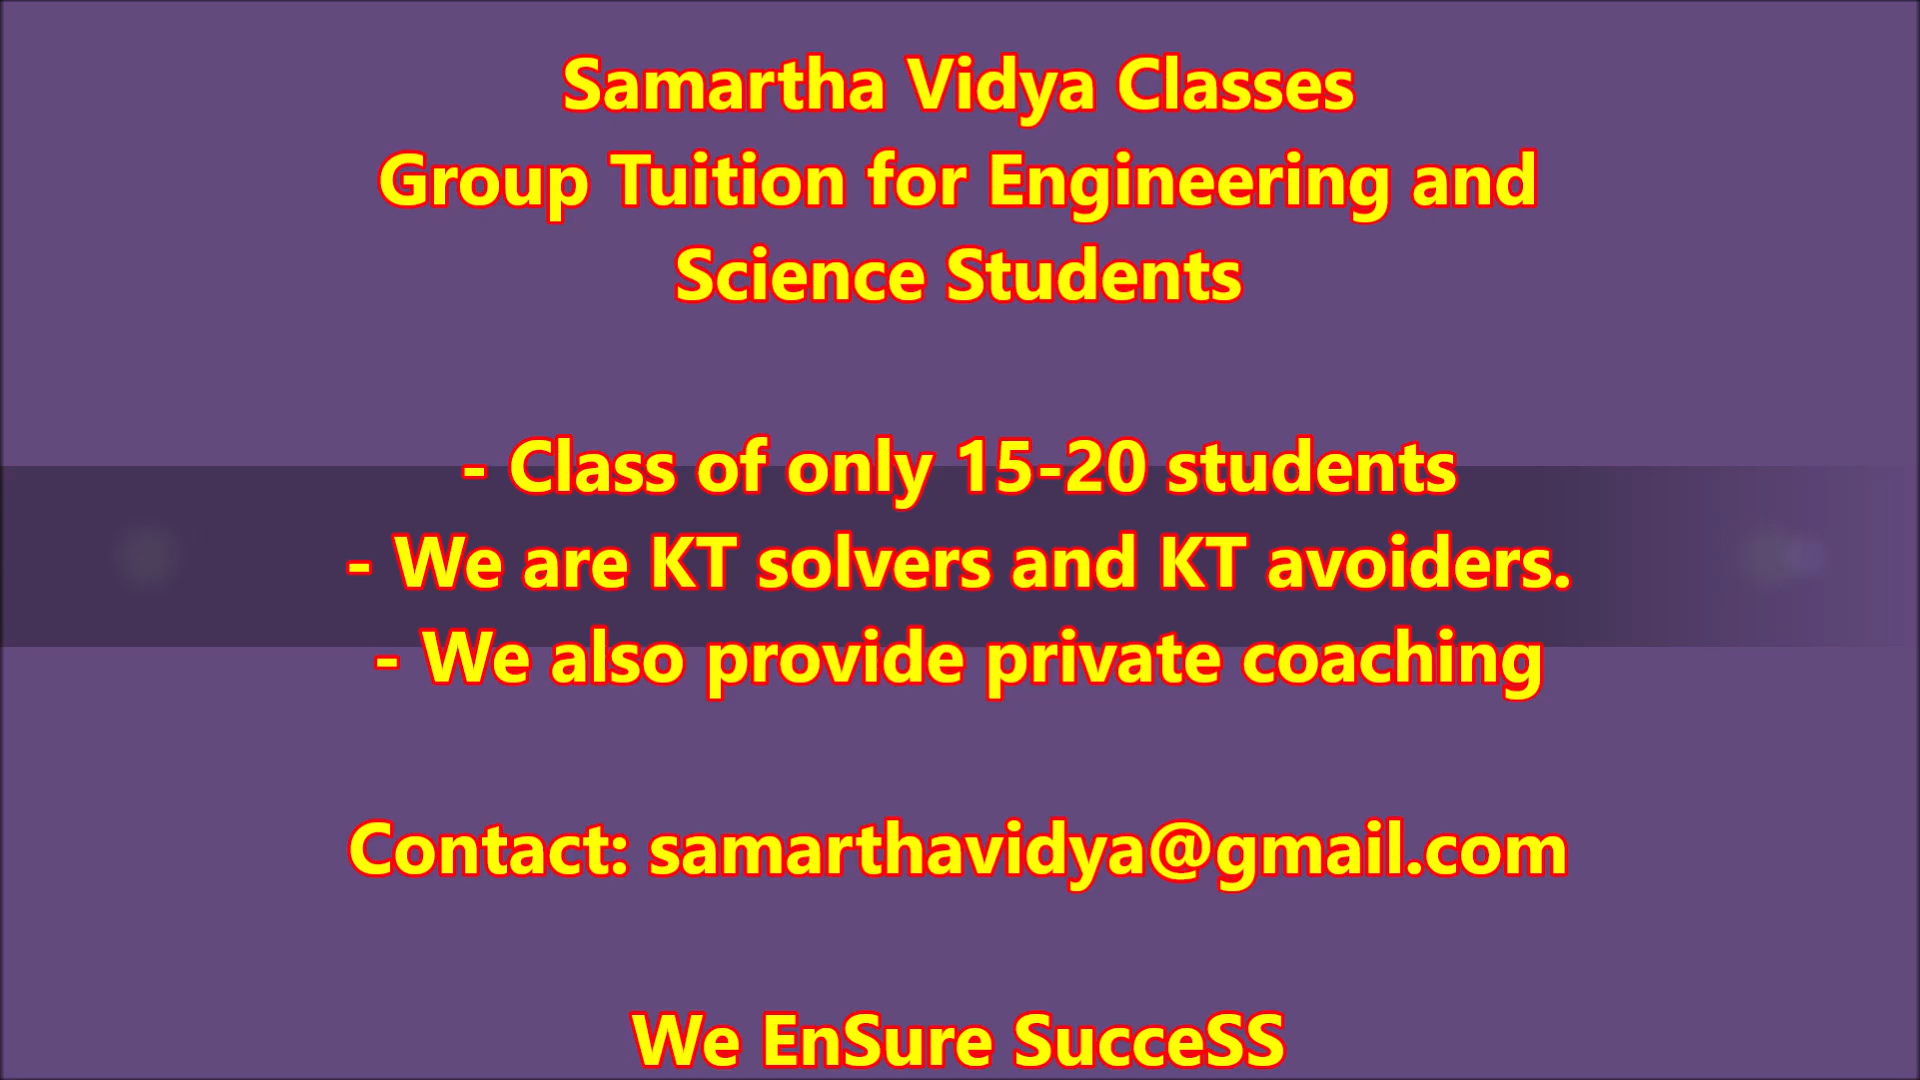 Samartha Vidya Classes
Group Tuition for Engineering and
Science Students
- Class of only 15-20 students
- We are KT solvers and KT avoiders.
- We also provide private coaching
Contact: samarthavidya@gmail.com
We EnSure SucceSS